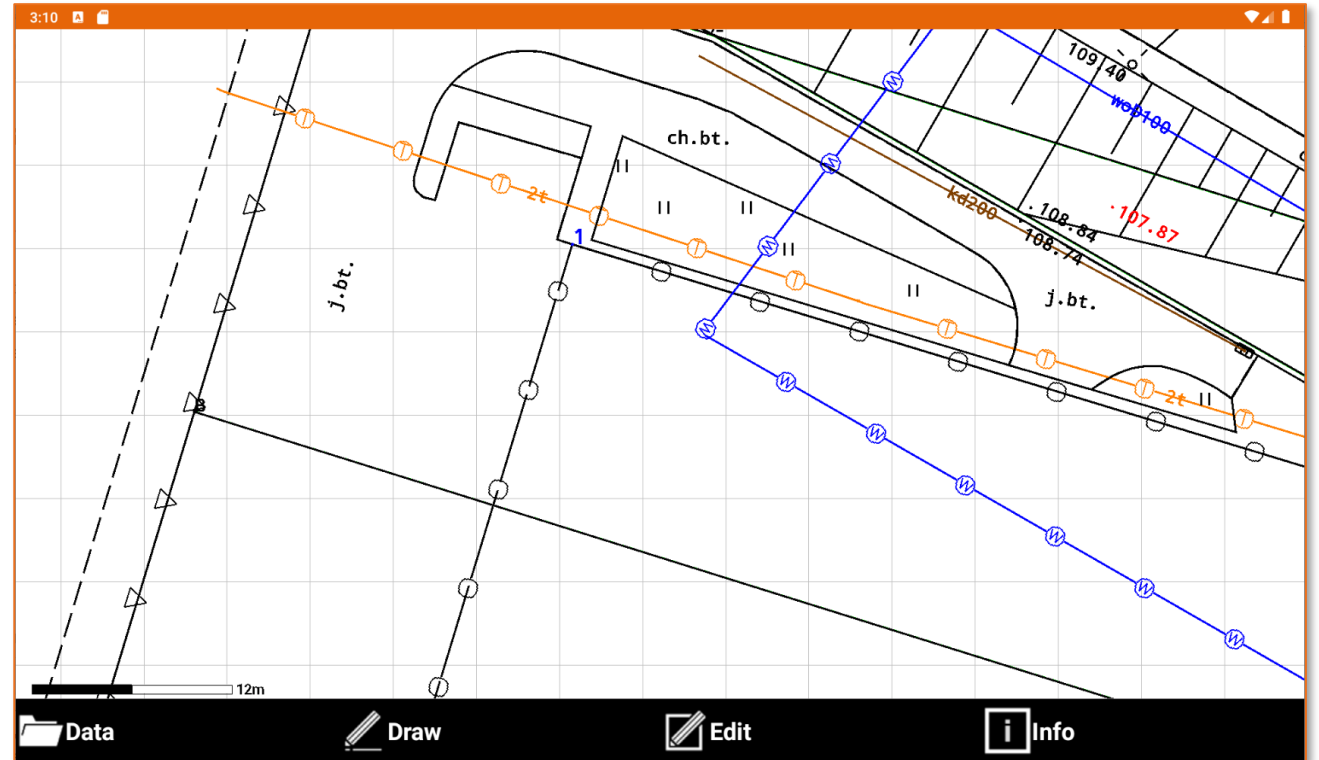 3:10
109.40
woD100
ch.bt.
2t
kd200
108.84
107.87
1
108.74
j.bt.
j.bt.
2t
12m
Data
Draw
Edit
Info